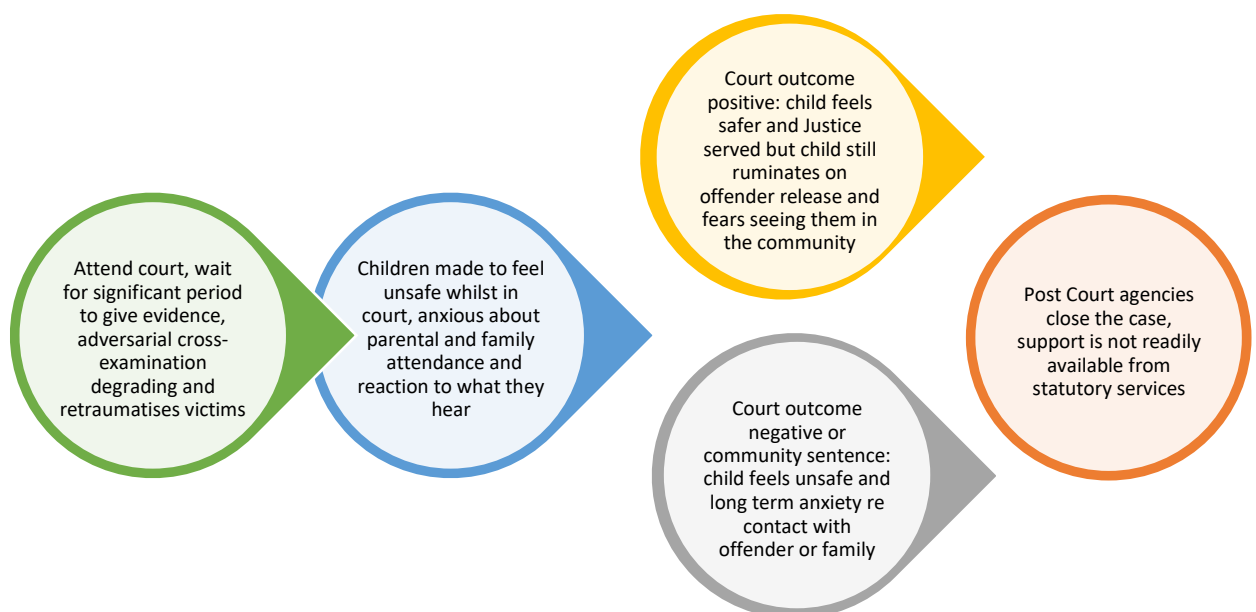 Attend court, wait
for significant period
to give evidence,
adversarial cross-
examination
degrading and
retraumatises victims
Children made to feel
unsafe whilst in
court, anxious about
parental and family
attendance and
reaction to what they
hear
Court outcome
positive: child feels
safer and Justice
served but child still
ruminates on
offender release and
fears seeing them in
the community
Court outcome
negative or
community sentence:
child feels unsafe and
long term anxiety re
contact with
offender or family
Post Court agencies
close the case,
support is not readily
available from
statutory services